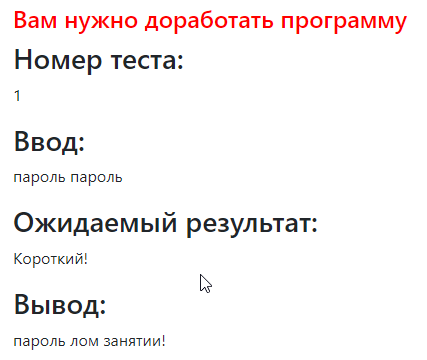 Вам нужно доработать программу
Номер теста:
1
Ввод:
пароль пароль
Ожидаемый результат:
Короткий!
Вывод:
пароль лом занятии!